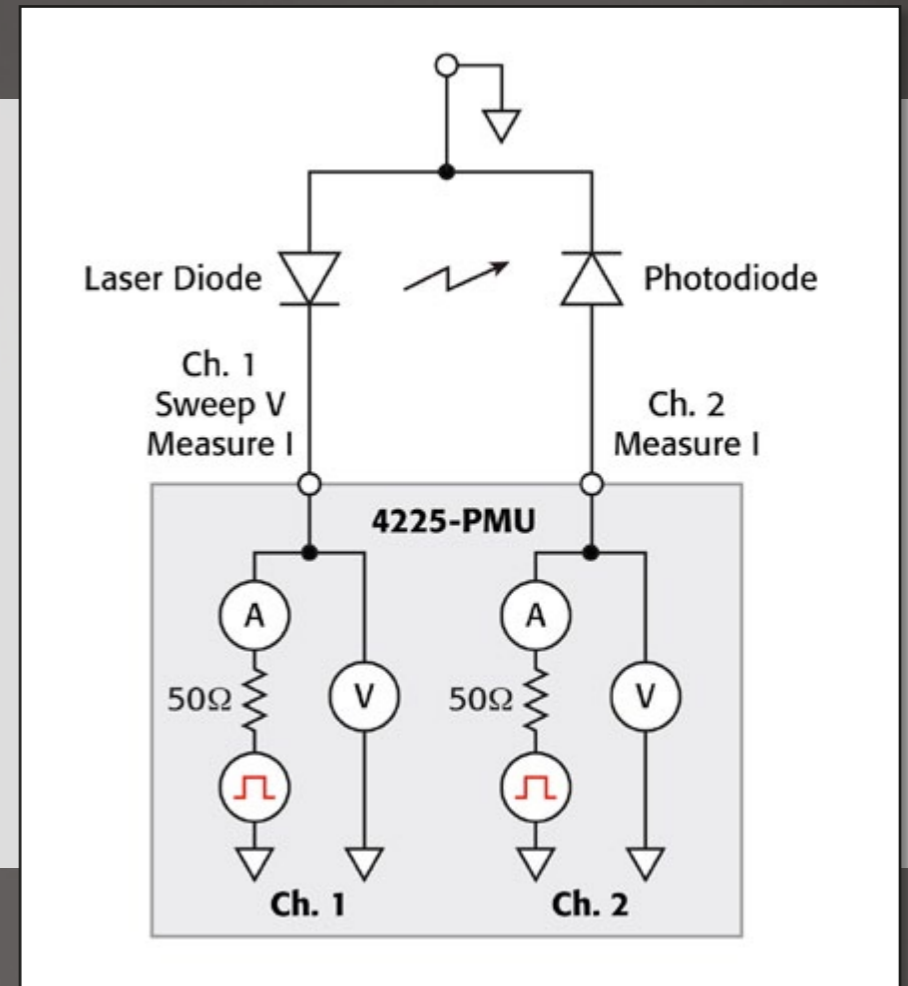 Laser Diode
Photodiode
Ch. 1
Sweep V
Measure I
Ch. 2
Measure I
4225-PMU
A
50Ω
V
A
50Ω
V
Ch. 1
Ch. 2